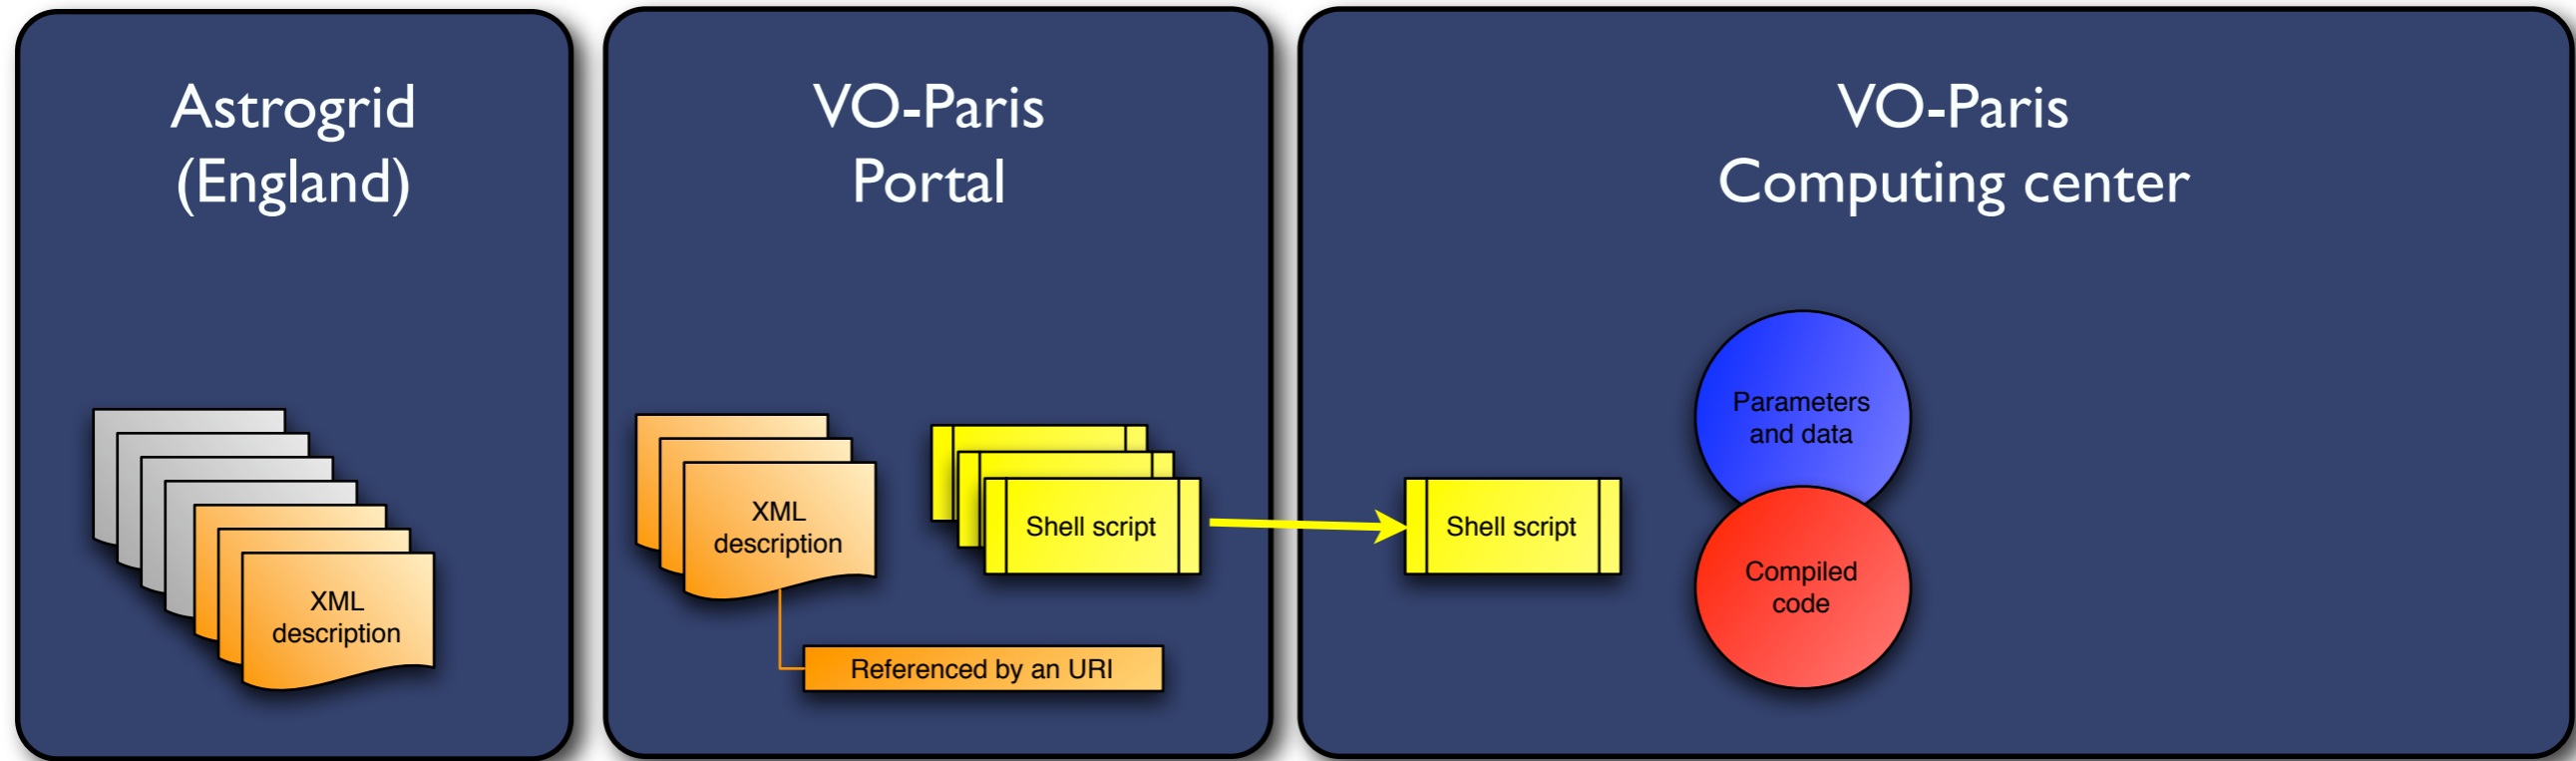 Astrogrid
(England)
VO-Paris
Portal
VO-Paris
Computing center
XML
description
XML
description
Shell script
Referenced by an URI
Shell script
Parameters
and data
Compiled
code